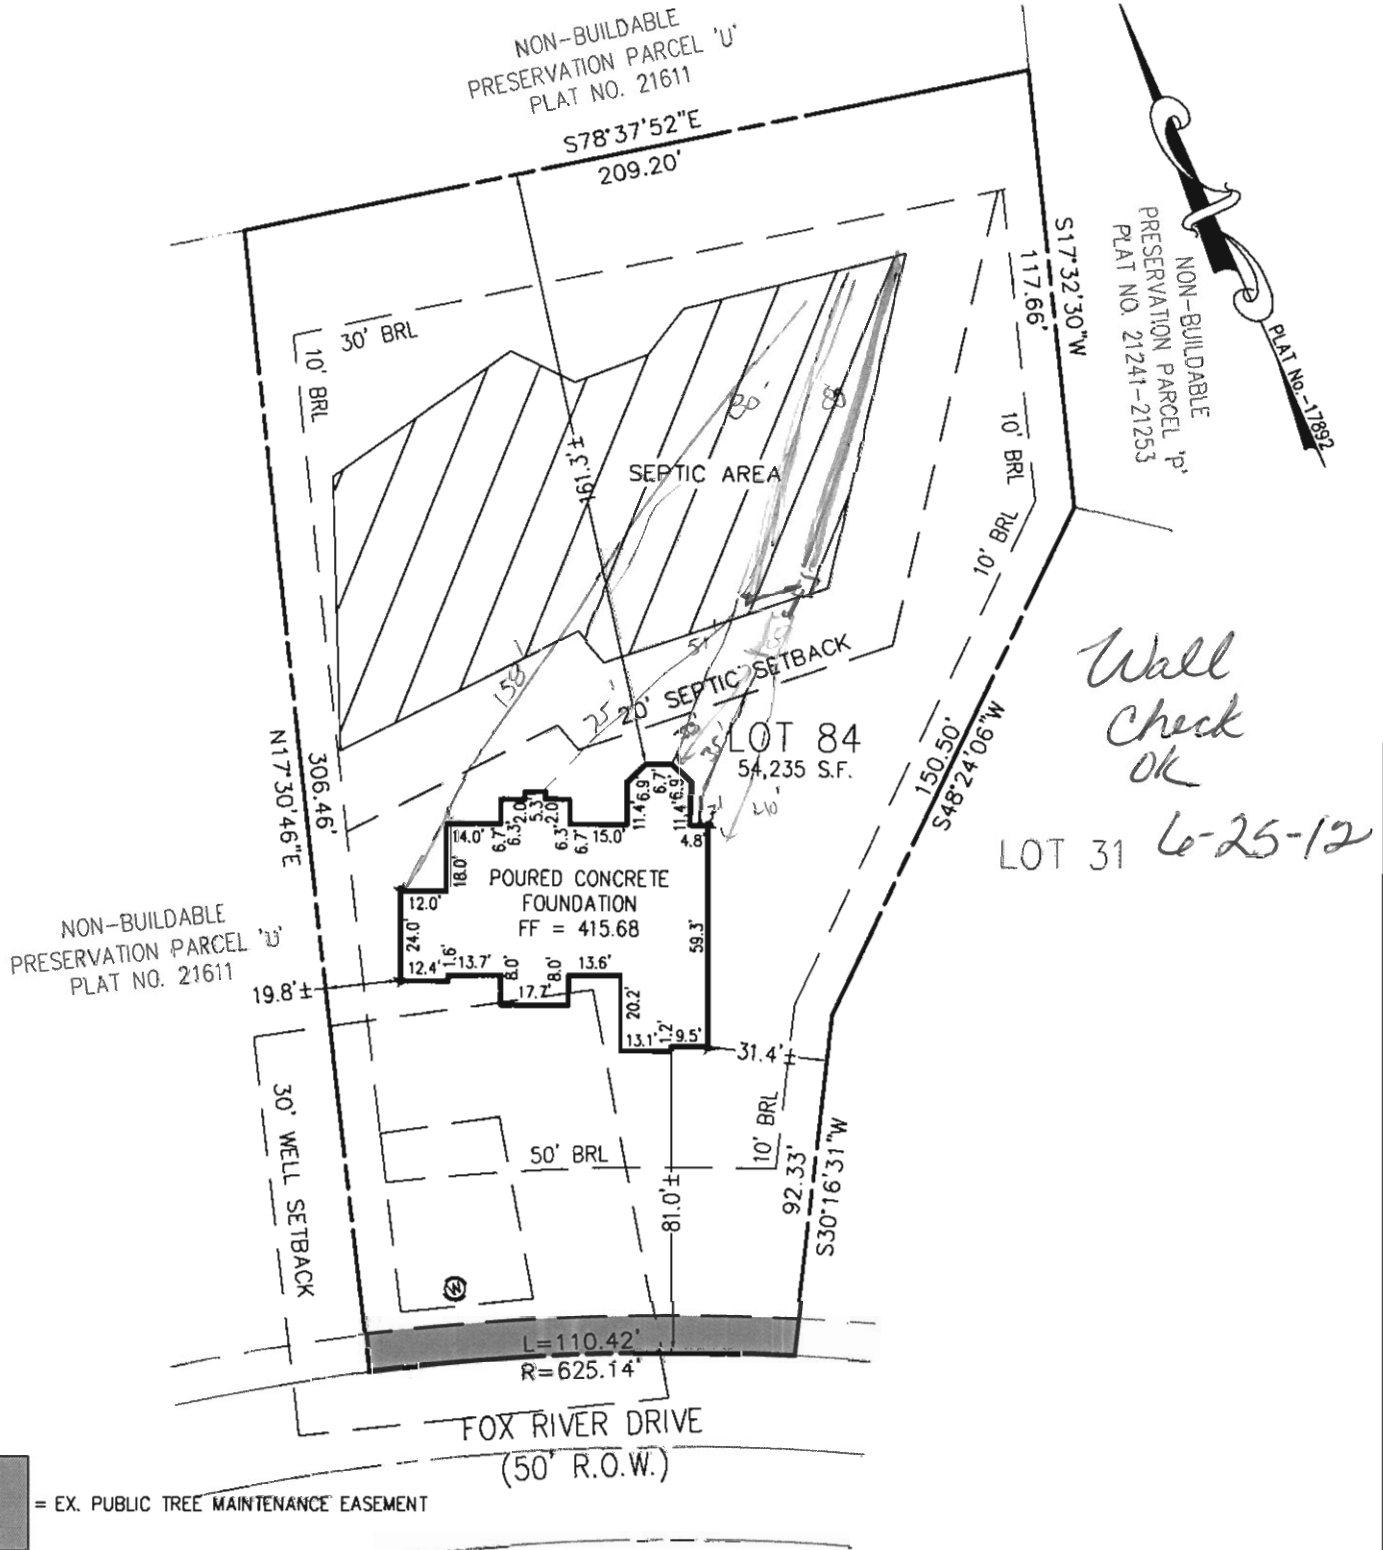 NON-BUILDABLE
PRESERVATION PARCEL 'U'
PLAT NO. 21611
S78°37'52"E
209.20'
S17°32'30"W
117.66'
NON-BUILDABLE
PRESERVATION PARCEL 'P'
PLAT NO. 21241-21253
PLAT No.-17892
30' BRL
10' BRL
10' BRL
10' BRL
88'
88'
161.3'±
SEPTIC AREA
158'
25'
51'
20' SEPTIC SETBACK
35'
40'
LOT 84
54,235 S.F.
Wall
Check
OK
6-25-12
LOT 31
150.50'
S48°24'06"W
N17°30'46"E
306.46'
14.0'
6.7'
6.3'
2.0'
5.3'
2.0'
6.3'
6.7'
15.0'
11.4'
6.9'
6.7'
6.9'
11.4'
4.8'
18.0'
POURED CONCRETE
FOUNDATION
FF = 415.68
12.0'
24.0'
59.3'
12.4'
1.6'
13.7'
8.0'
17.7'
8.0'
13.6'
20.2'
13.1'
1.2'
9.5'
NON-BUILDABLE
PRESERVATION PARCEL 'U'
PLAT NO. 21611
19.8'±
31.4'±
30' WELL SETBACK
50' BRL
10' BRL
81.0'±
92.33'
S30°16'31"W
W
L=110.42'
R=625.14'
FOX RIVER DRIVE
(50' R.O.W.)
= EX. PUBLIC TREE MAINTENANCE EASEMENT